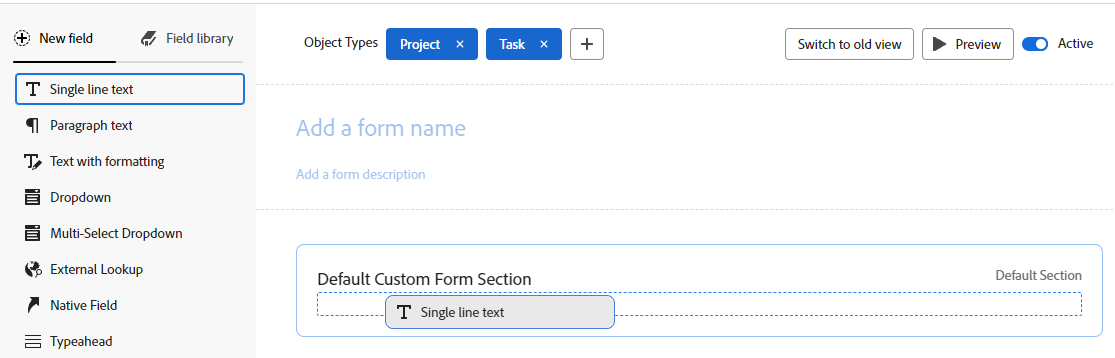 New field
Field library
Object Types
Project ×
Task ×
+
Switch to old view
Preview
Active
Single line text
Paragraph text
Text with formatting
Dropdown
Multi-Select Dropdown
External Lookup
Native Field
Typeahead
Add a form name
Add a form description
Default Custom Form Section
Default Section
Single line text